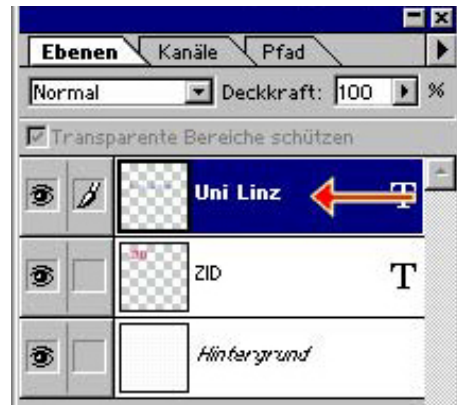 Ebenen Kanäle Pfad
Normal Deckkraft: 100 %
Transparente Bereiche schützen
Uni Linz T
ZID T
Hintergrund